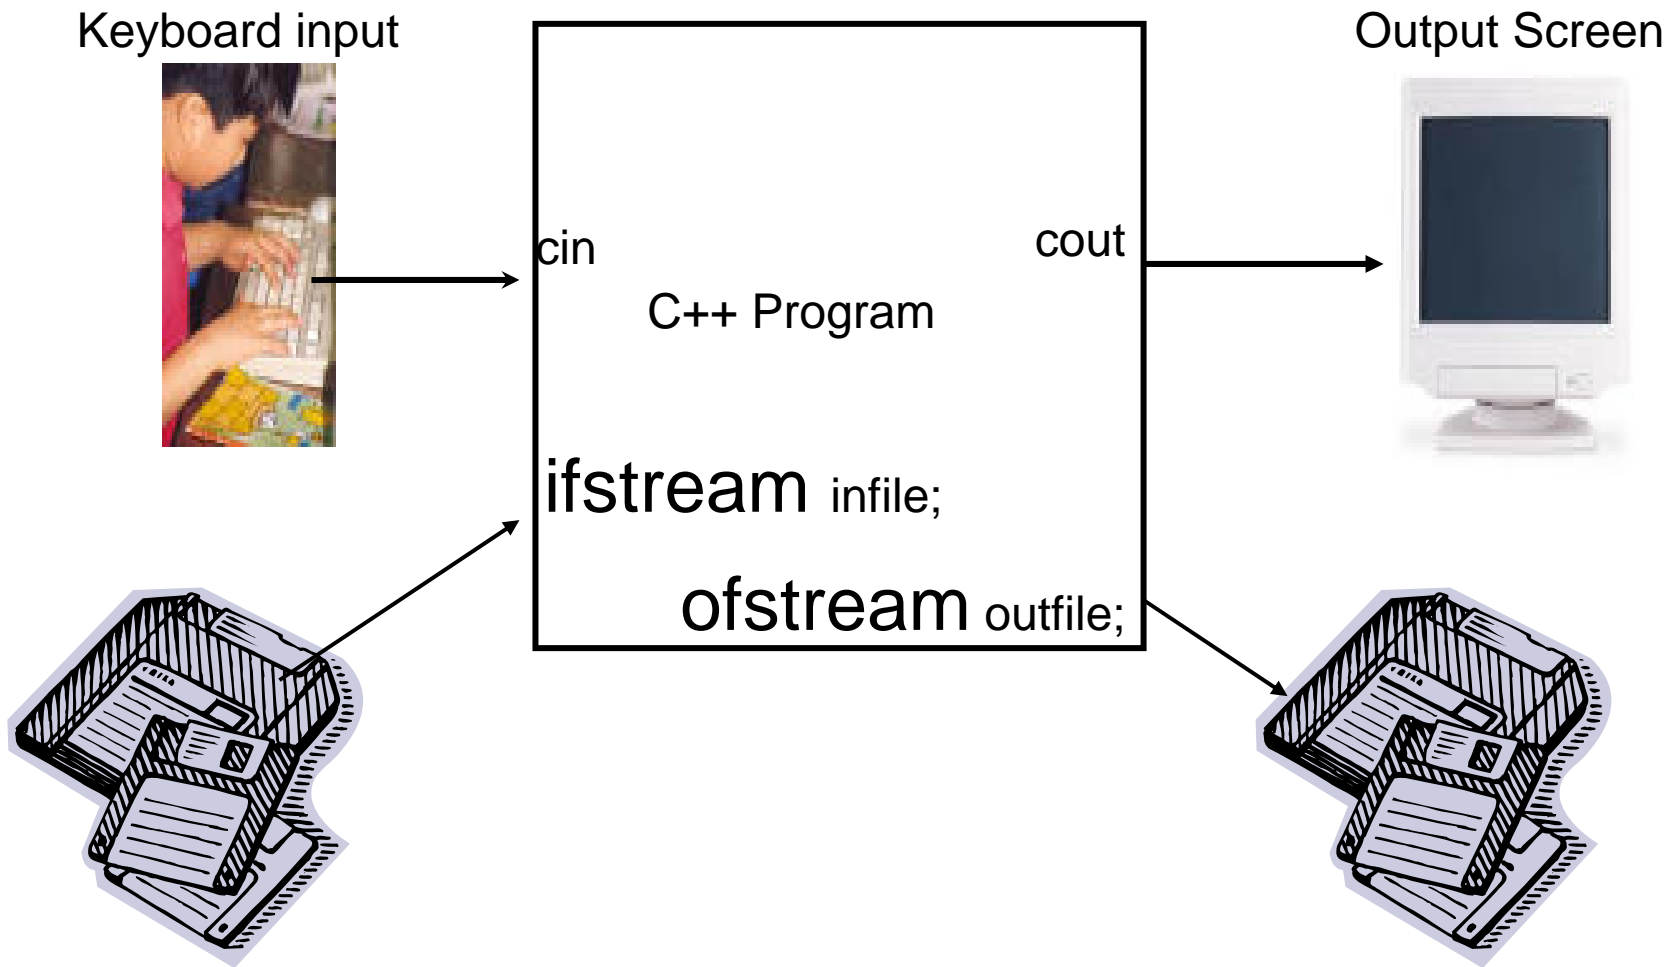 Keyboard input
Output Screen
cin
cout
C++ Program
ifstream infile;
ofstream outfile;